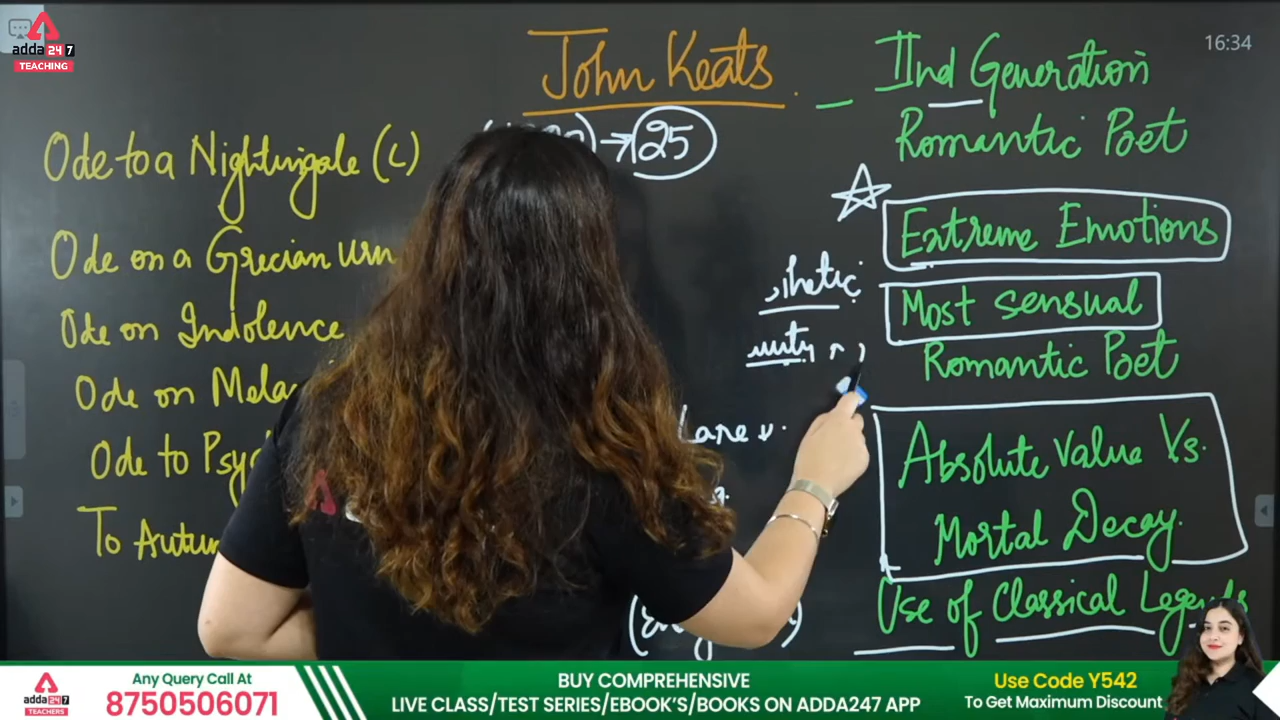 adda 247
TEACHING
16:34
John Keats
IInd Generation
Romantic Poet
→ 25
Ode to a Nightingale (L)
Ode on a Grecian urn
Ode on Indolence
Ode on
Ode to
To
Extreme Emotions
Most sensual
Romantic Poet
Absolute value Vs.
Mortal Decay.
Use of Classical Legends
adda 247
TEACHERS
Any Query Call At
8750506071
BUY COMPREHENSIVE
LIVE CLASS/TEST SERIES/EBOOK'S/BOOKS ON ADDA247 APP
Use Code Y542
To Get Maximum Discount